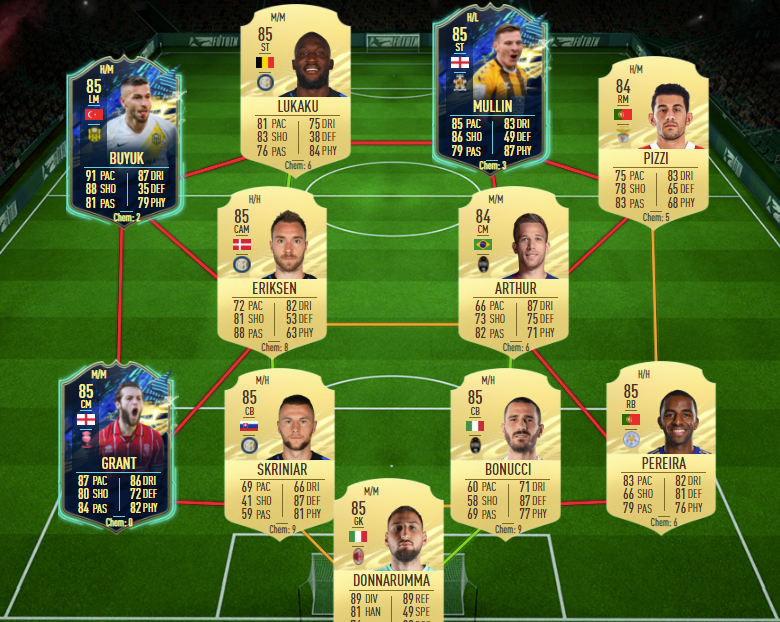 M/M
85
ST
LUKAKU
81 PAC 75 DRI
83 SHO 38 DEF
76 PAS 84 PHY
Chem: 6
H/L
85
ST
MULLIN
85 PAC 83 DRI
86 SHO 49 DEF
79 PAS 87 PHY
Chem: 3
H/M
85
LM
BUYUK
91 PAC 87 DRI
88 SHO 35 DEF
81 PAS 79 PHY
Chem: 2
H/M
84
RM
PIZZI
75 PAC 83 DRI
78 SHO 65 DEF
83 PAS 68 PHY
Chem: 5
H/H
85
CAM
ERIKSEN
72 PAC 82 DRI
81 SHO 53 DEF
88 PAS 63 PHY
Chem: 8
M/M
84
CM
ARTHUR
66 PAC 87 DRI
73 SHO 75 DEF
82 PAS 71 PHY
Chem: 6
M/M
85
CM
GRANT
87 PAC 86 DRI
80 SHO 72 DEF
84 PAS 82 PHY
Chem: 0
M/H
85
CB
SKRINIAR
69 PAC 66 DRI
41 SHO 87 DEF
59 PAS 81 PHY
Chem: 9
M/H
85
CB
BONUCCI
60 PAC 71 DRI
58 SHO 87 DEF
69 PAS 77 PHY
Chem: 9
H/H
85
RB
PEREIRA
83 PAC 82 DRI
66 SHO 81 DEF
79 PAS 76 PHY
Chem: 6
M/M
85
GK
DONNARUMMA
89 DIV 89 REF
81 HAN 49 SPE